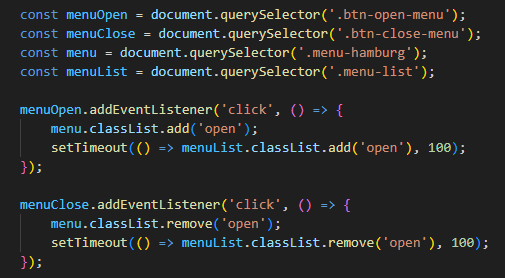 const menuOpen = document.querySelector('.btn-open-menu');
const menuClose = document.querySelector('.btn-close-menu');
const menu = document.querySelector('.menu-hamburg');
const menuList = document.querySelector('.menu-list');

menuOpen.addEventListener('click', () => {
    menu.classList.add('open');
    setTimeout(() => menuList.classList.add('open'), 100);
});

menuClose.addEventListener('click', () => {
    menu.classList.remove('open');
    setTimeout(() => menuList.classList.remove('open'), 100);
});